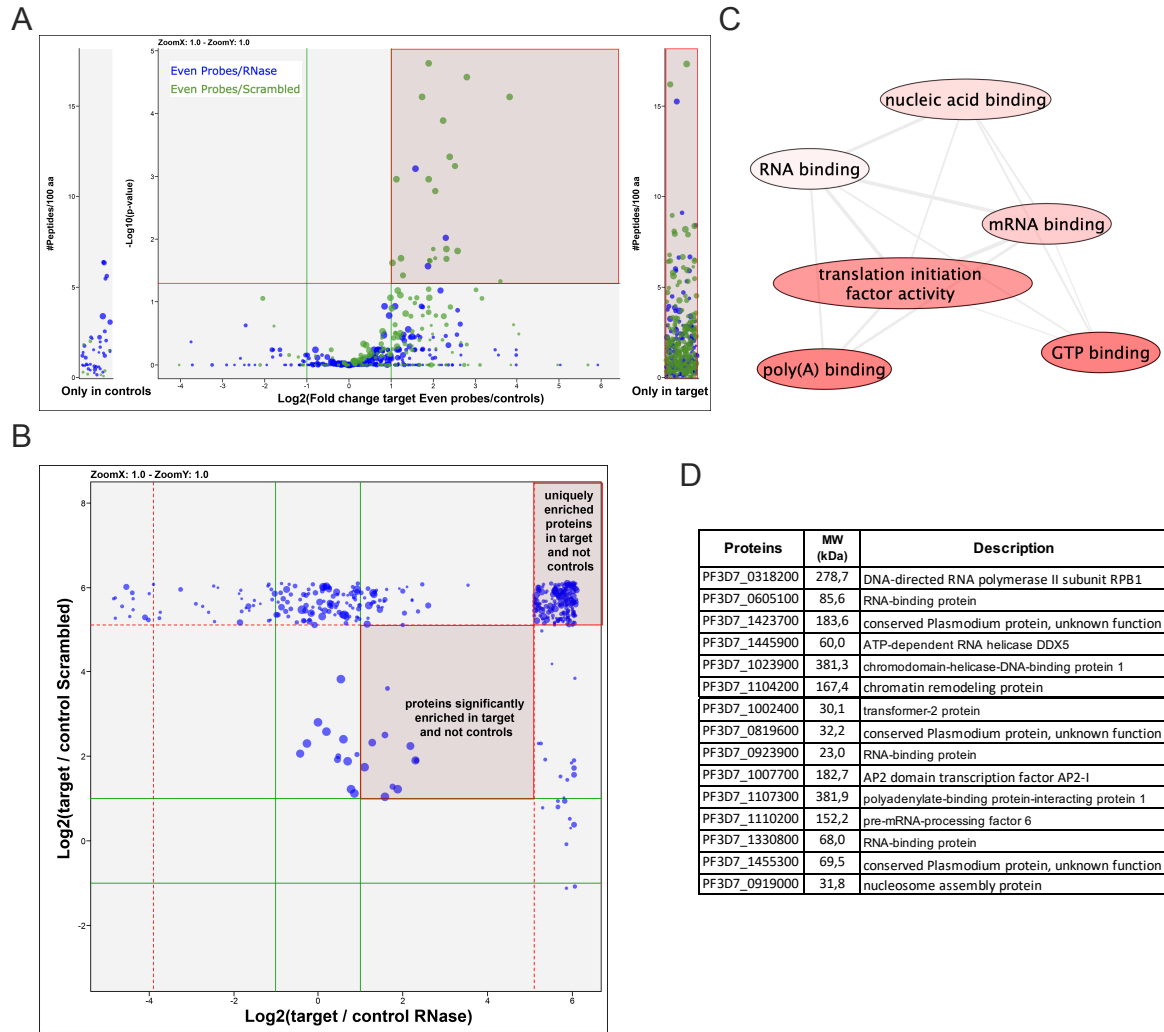 A
ZoomX: 1.0 - ZoomY: 1.0
Even Probes/RNase
Even Probes/Scrambled
#Peptides/100 aa
15
10
5
0
Only in controls
-Log10(p-value)
5
4
3
2
1
0
-4
-3
-2
-1
0
1
2
3
4
5
6
Log2(Fold change target Even probes/controls)
#Peptides/100 aa
15
10
5
0
Only in target
B
ZoomX: 1.0 - ZoomY: 1.0
Log2(target / control Scrambled)
8
6
4
2
0
-2
uniquely
enriched
proteins
in target
and not
controls
proteins significantly
enriched in target
and not controls
-4
-2
0
2
4
6
Log2(target / control RNase)
C
nucleic acid binding
RNA binding
mRNA binding
translation initiation
factor activity
GTP binding
poly(A) binding
D
Proteins MW (kDa) Description
PF3D7_0318200 278,7 DNA-directed RNA polymerase II subunit RPB1
PF3D7_0605100 85,6 RNA-binding protein
PF3D7_1423700 183,6 conserved Plasmodium protein, unknown function
PF3D7_1445900 60,0 ATP-dependent RNA helicase DDX5
PF3D7_1023900 381,3 chromodomain-helicase-DNA-binding protein 1
PF3D7_1104200 167,4 chromatin remodeling protein
PF3D7_1002400 30,1 transformer-2 protein
PF3D7_0819600 32,2 conserved Plasmodium protein, unknown function
PF3D7_0923900 23,0 RNA-binding protein
PF3D7_1007700 182,7 AP2 domain transcription factor AP2-I
PF3D7_1107300 381,9 polyadenylate-binding protein-interacting protein 1
PF3D7_1110200 152,2 pre-mRNA-processing factor 6
PF3D7_1330800 68,0 RNA-binding protein
PF3D7_1455300 69,5 conserved Plasmodium protein, unknown function
PF3D7_0919000 31,8 nucleosome assembly protein